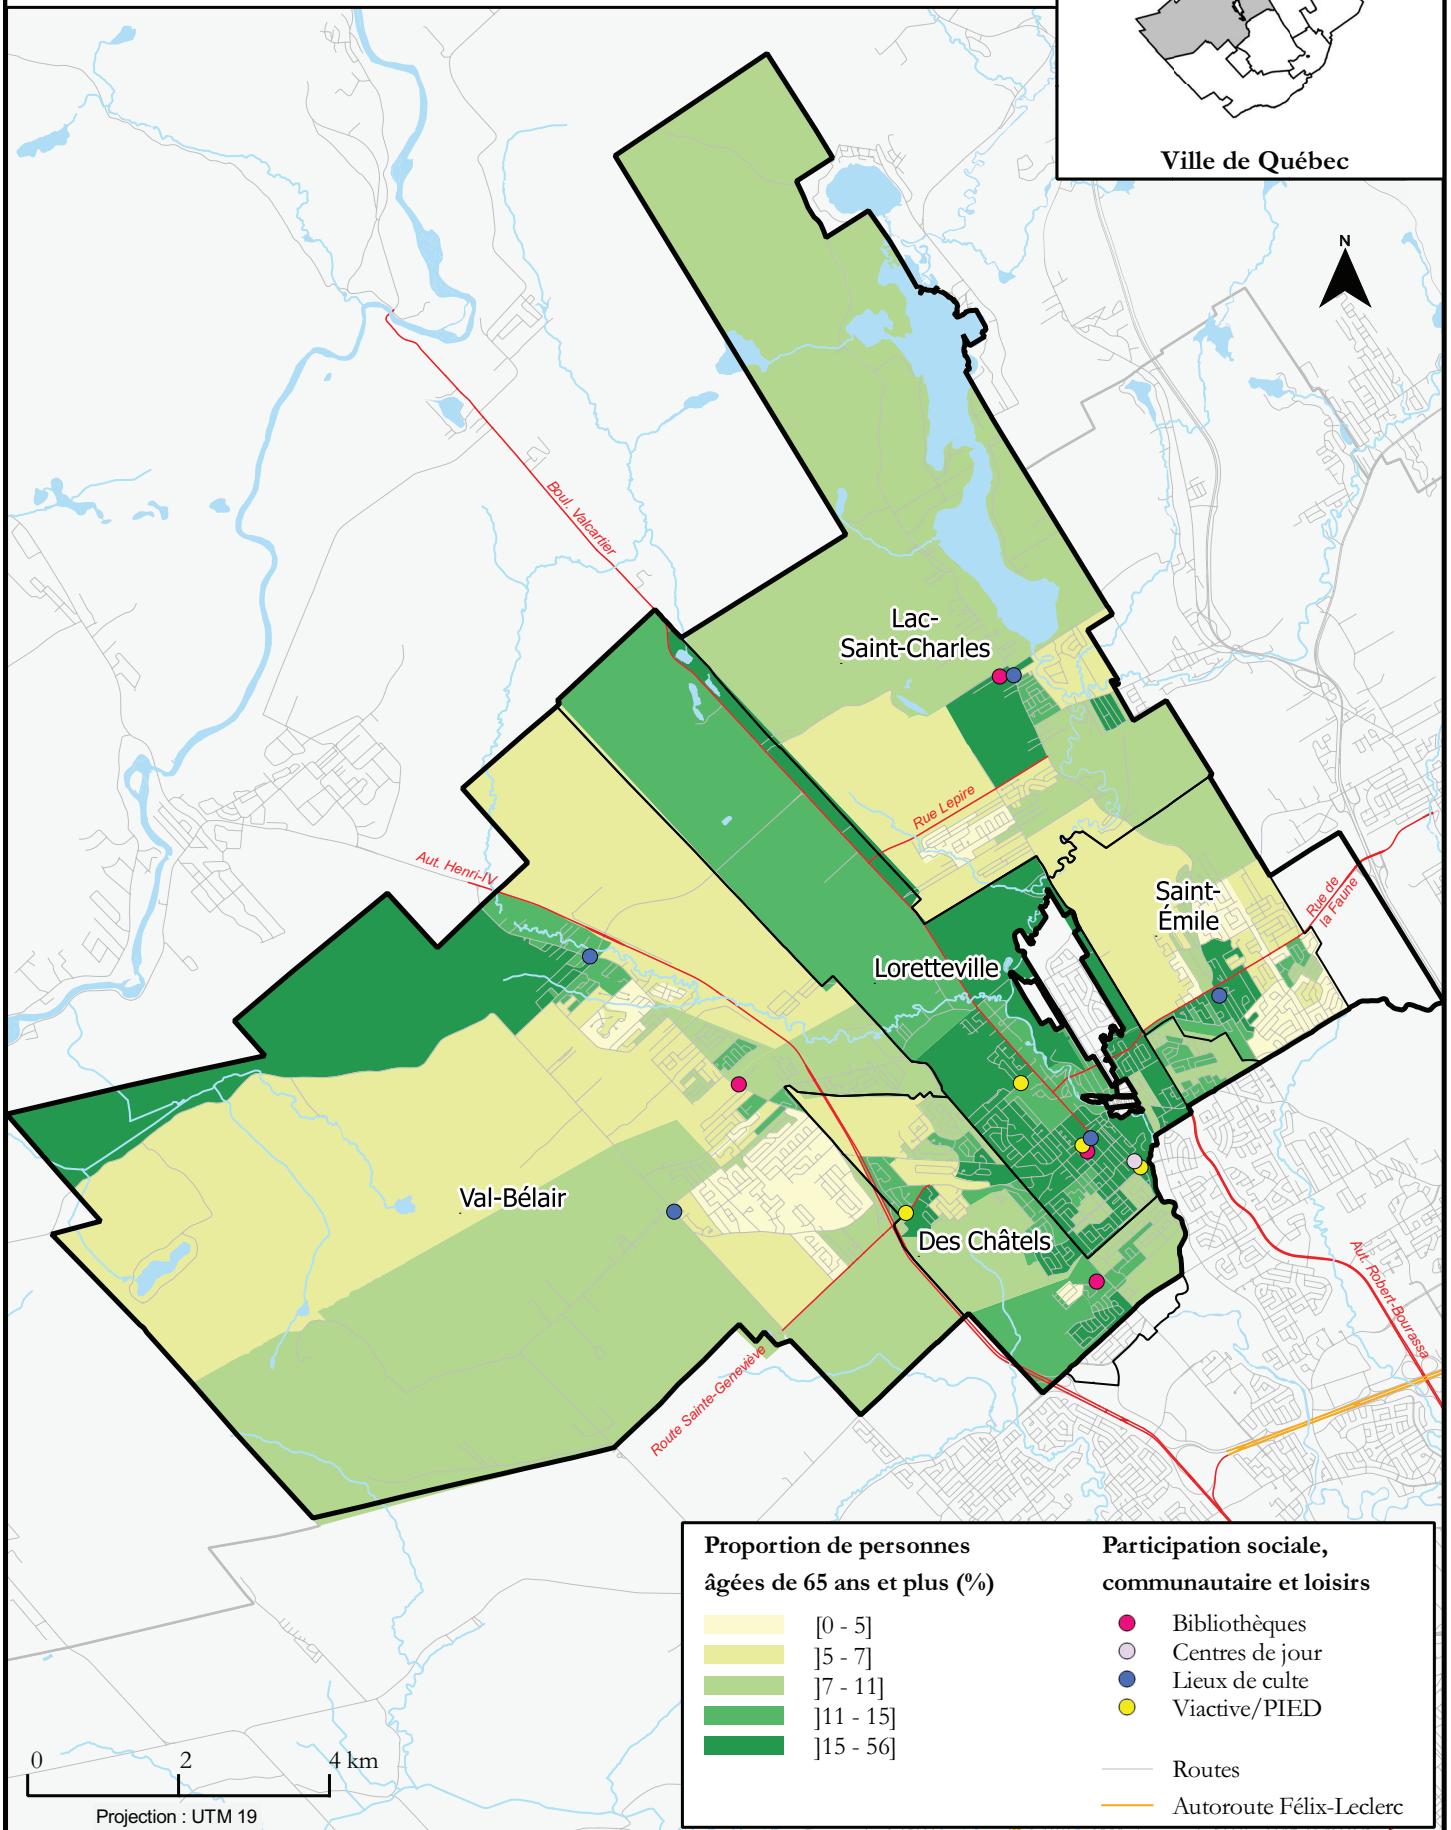 Ville de Québec
N
Boul. Valcartier
Lac-
Saint-Charles
Rue Lepire
Aut. Henri-IV
Saint-
Émile
Rue de
la Faune
Loretteville
Val-Bélair
Des Châtels
Aut. Robert-Bourassa
Route Sainte-Geneviève
Proportion de personnes
âgées de 65 ans et plus (%)
[0 - 5]
]5 - 7]
]7 - 11]
]11 - 15]
]15 - 56]
Participation sociale,
communautaire et loisirs
Bibliothèques
Centres de jour
Lieux de culte
Viactive/PIED
Routes
Autoroute Félix-Leclerc
0 2 4 km
Projection : UTM 19